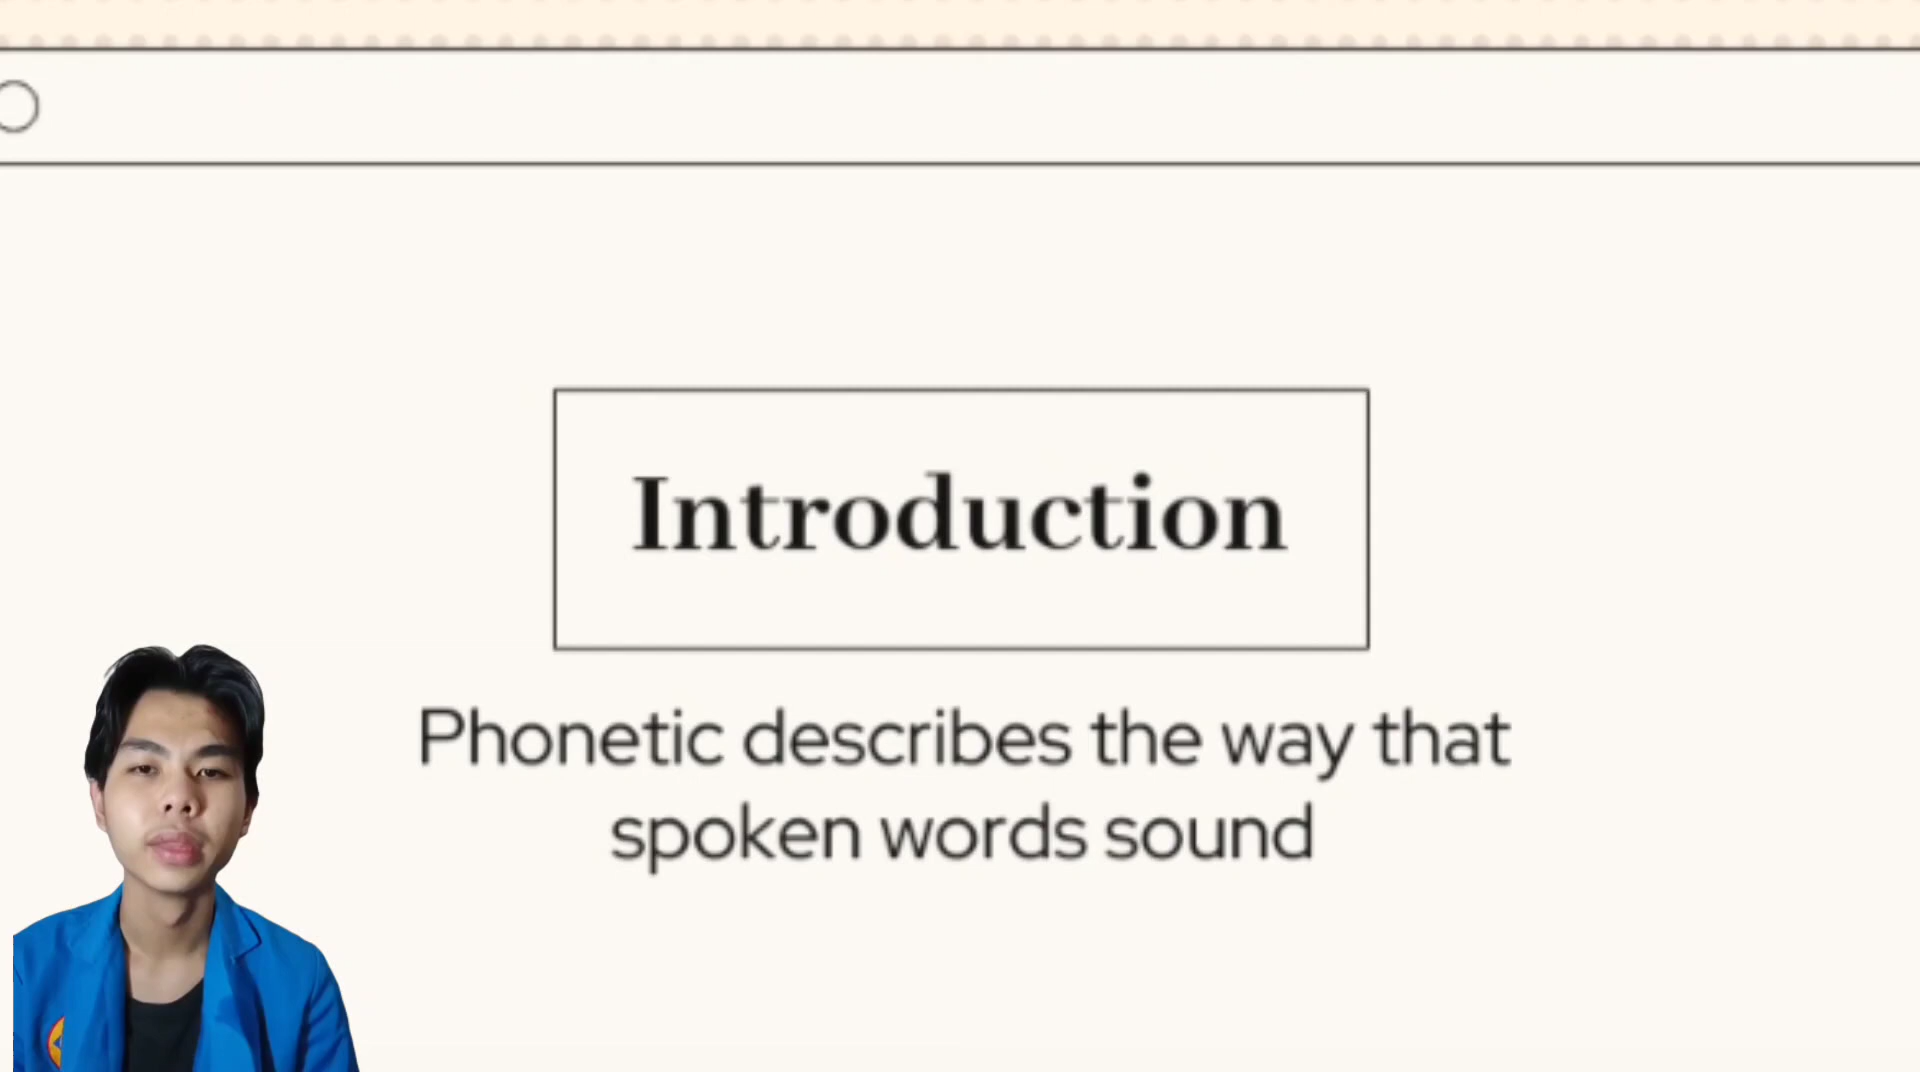 Introduction
Phonetic describes the way that
spoken words sound